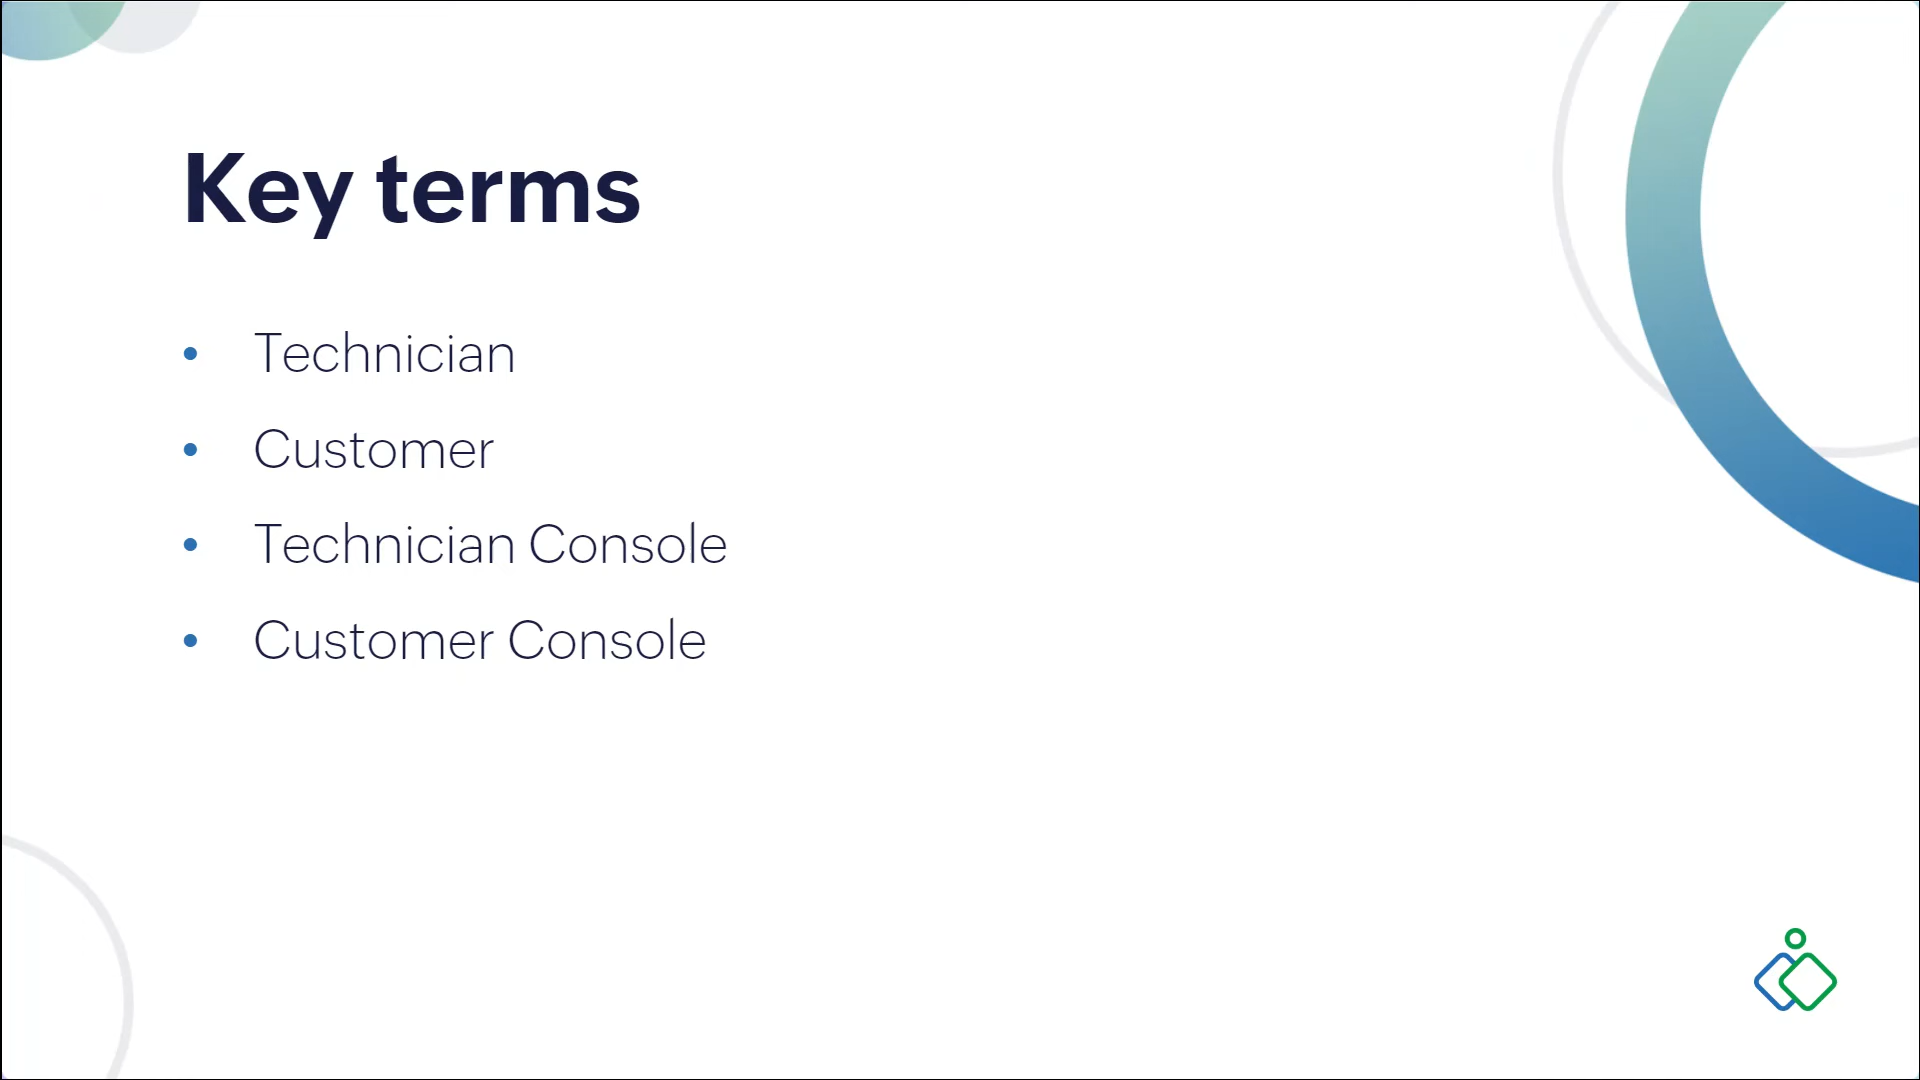 Key terms
• Technician
• Customer
• Technician Console
• Customer Console